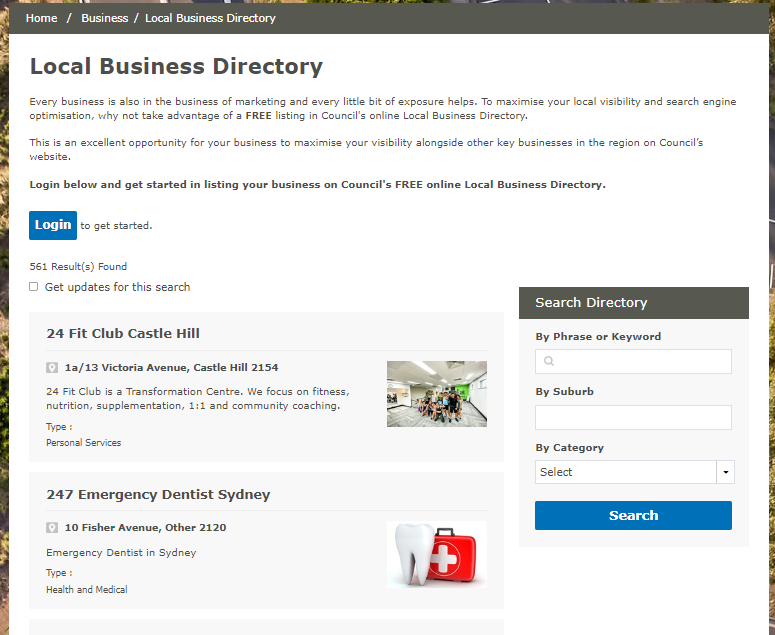 Home / Business / Local Business Directory
Local Business Directory
Every business is also in the business of marketing and every little bit of exposure helps. To maximise your local visibility and search engine
optimisation, why not take advantage of a FREE listing in Council's online Local Business Directory.
This is an excellent opportunity for your business to maximise your visibility alongside other key businesses in the region on Council’s
website.
Login below and get started in listing your business on Council's FREE online Local Business Directory.
Login to get started.
561 Result(s) Found
Get updates for this search
24 Fit Club Castle Hill
1a/13 Victoria Avenue, Castle Hill 2154
24 Fit Club is a Transformation Centre. We focus on fitness,
nutrition, supplementation, 1:1 and community coaching.
Type :
Personal Services
247 Emergency Dentist Sydney
10 Fisher Avenue, Other 2120
Emergency Dentist in Sydney
Type :
Health and Medical
Search Directory
By Phrase or Keyword
By Suburb
By Category
Select
Search